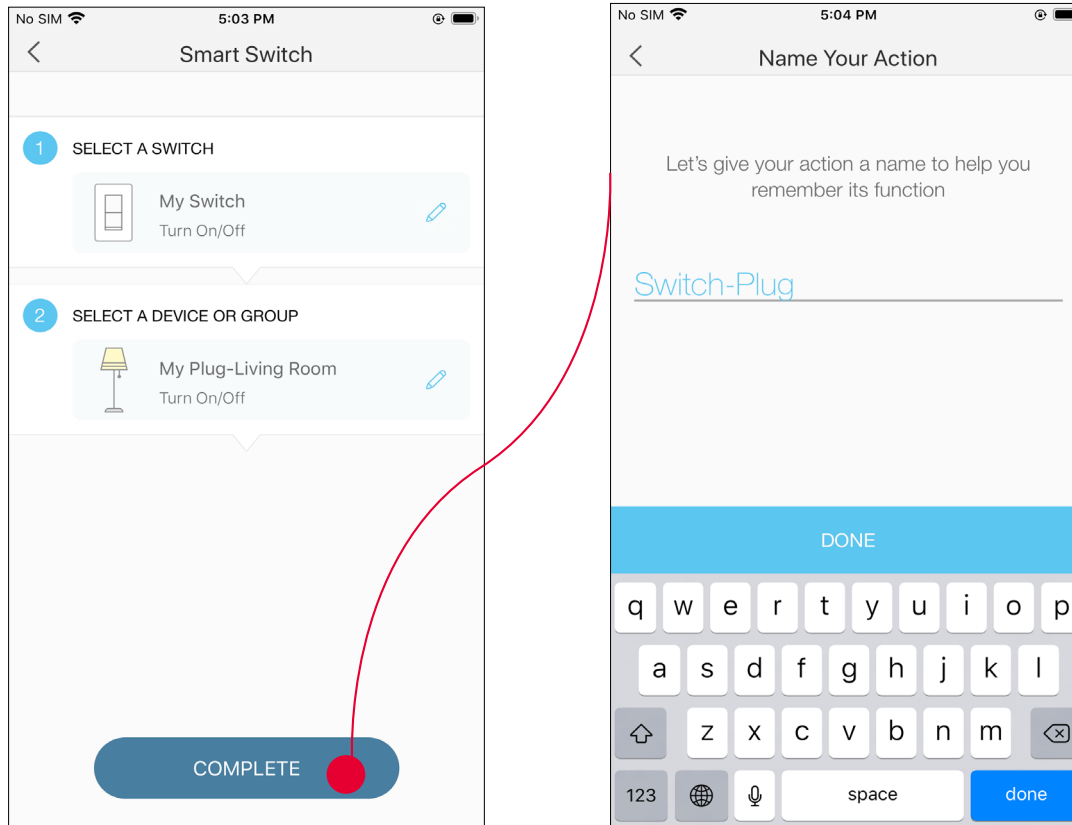 No SIM
5:03 PM
Smart Switch
1
SELECT A SWITCH
My Switch
Turn On/Off
2
SELECT A DEVICE OR GROUP
My Plug-Living Room
Turn On/Off
COMPLETE
No SIM
5:04 PM
Name Your Action
Let's give your action a name to help you
remember its function
Switch-Plug
DONE
q w e r t y u i o p
a s d f g h j k l
z x c v b n m
123 space done